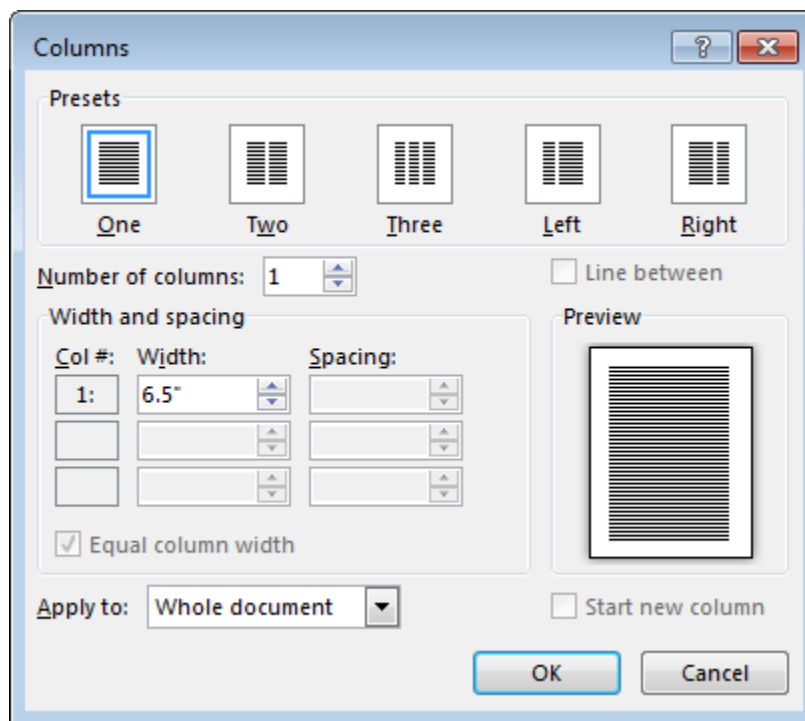 Columns
Presets
One Two Three Left Right
Number of columns: 1 Line between
Width and spacing Preview
Col #: Width: Spacing:
1: 6.5"
Equal column width
Apply to: Whole document Start new column
OK Cancel